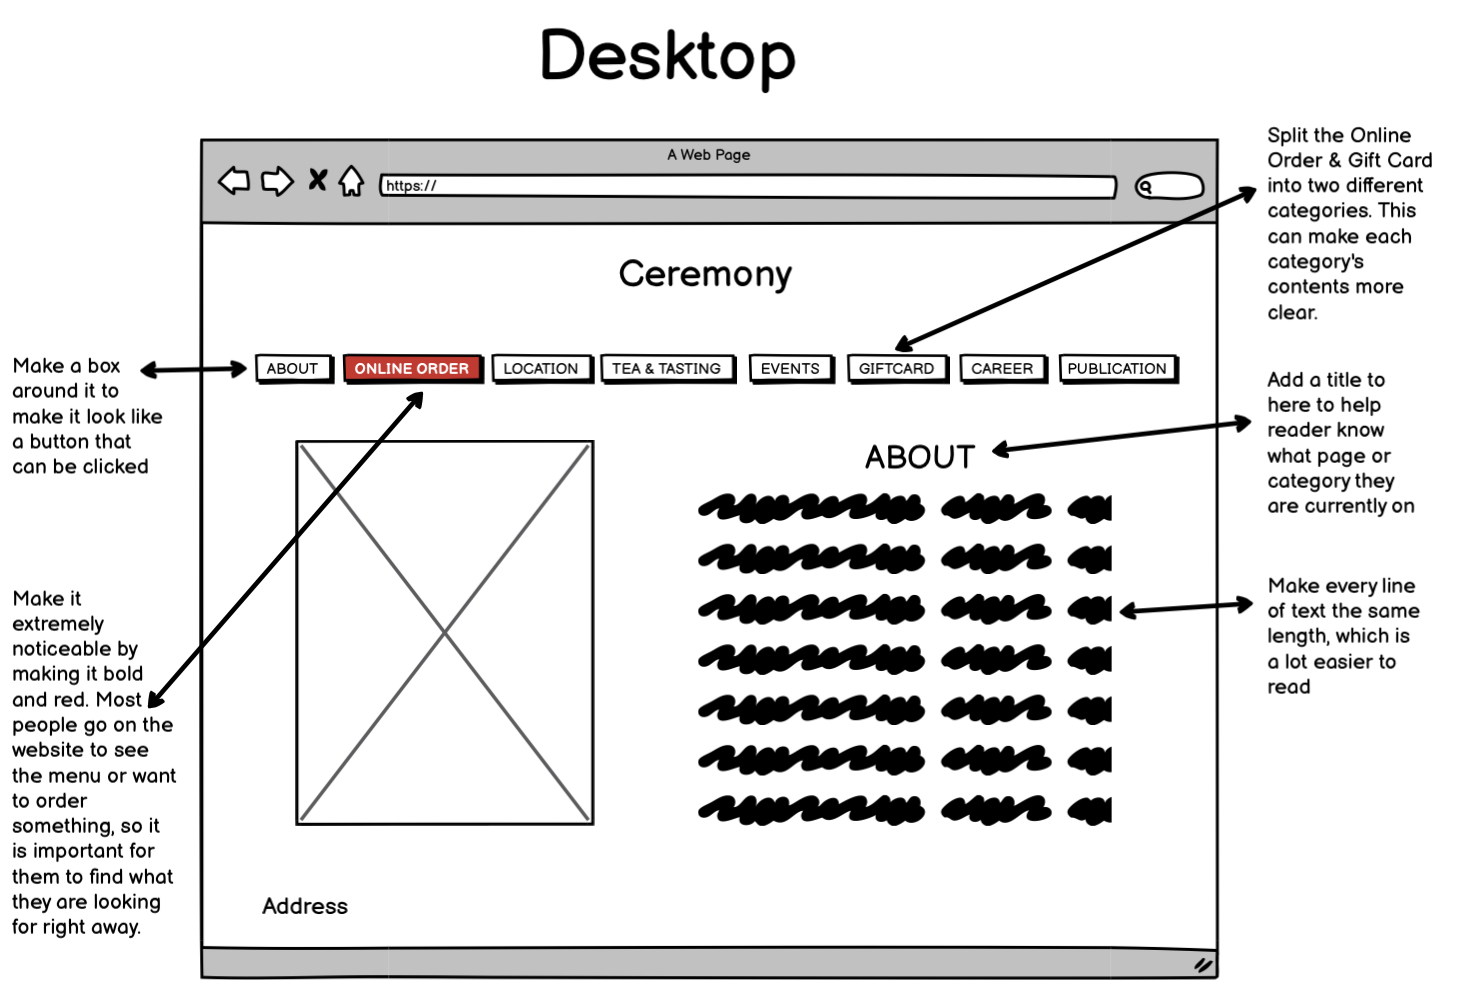 Desktop
A Web Page
https://
Ceremony
ABOUT
ONLINE ORDER
LOCATION
TEA & TASTING
EVENTS
GIFTCARD
CAREER
PUBLICATION
ABOUT
Address
Make a box
around it to
make it look like
a button that
can be clicked
Make it
extremely
noticeable by
making it bold
and red. Most
people go on the
website to see
the menu or want
to order
something, so it
is important for
them to find what
they are looking
for right away.
Split the Online
Order & Gift Card
into two different
categories. This
can make each
category's
contents more
clear.
Add a title to
here to help
reader know
what page or
category they
are currently on
Make every line
of text the same
length, which is
a lot easier to
read